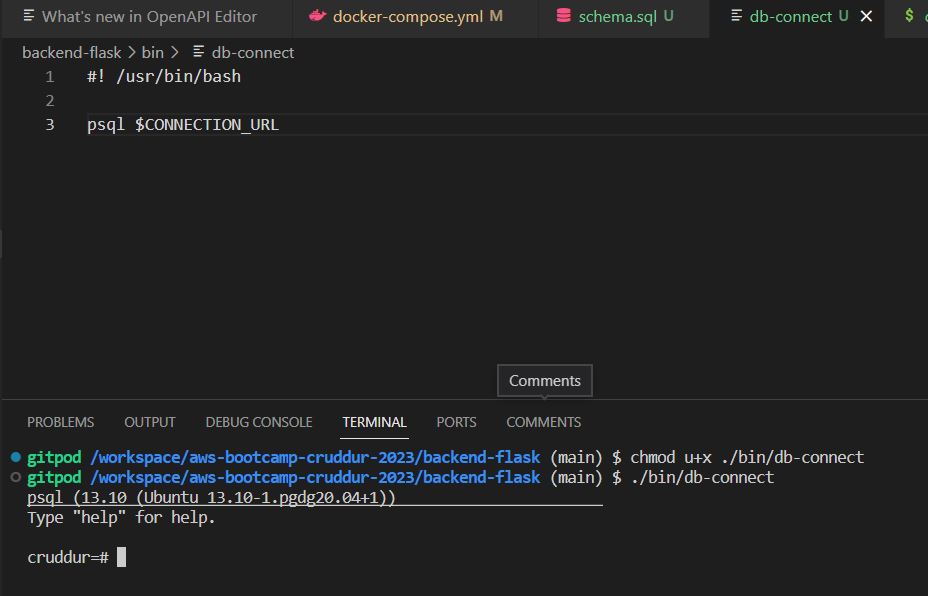 What's new in OpenAPI Editor docker-compose.yml M schema.sql U db-connect U $
backend-flask > bin > db-connect
1 #! /usr/bin/bash
2
3 psql $CONNECTION_URL
Comments
PROBLEMS OUTPUT DEBUG CONSOLE TERMINAL PORTS COMMENTS
gitpod /workspace/aws-bootcamp-cruddur-2023/backend-flask (main) $ chmod u+x ./bin/db-connect
gitpod /workspace/aws-bootcamp-cruddur-2023/backend-flask (main) $ ./bin/db-connect
psql (13.10 (Ubuntu 13.10-1.pgdg20.04+1))
Type "help" for help.
cruddur=#